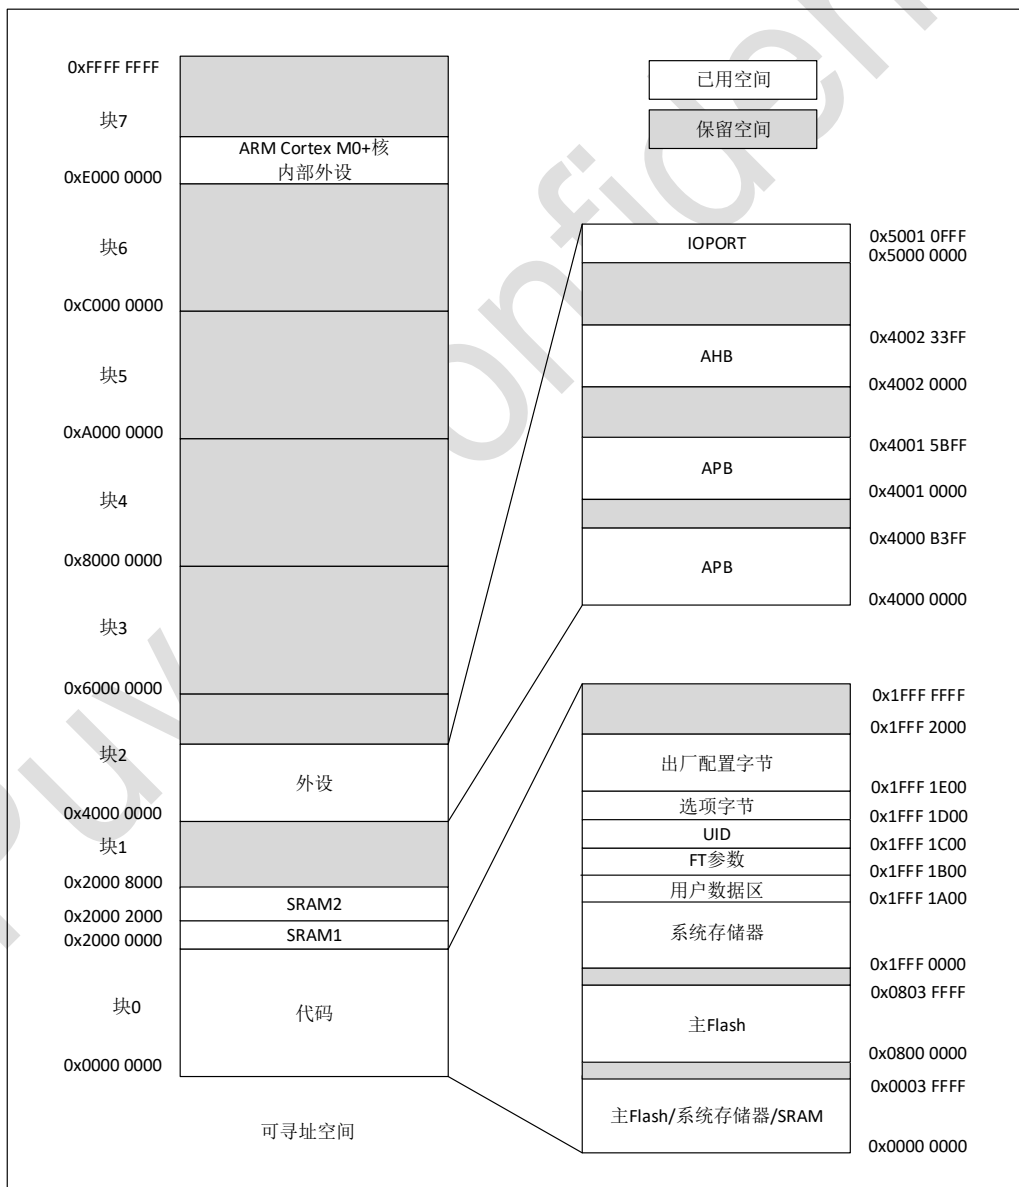 0xFFFF FFFF
块7
ARM Cortex M0+核
内部外设
0xE000 0000
块6
0xC000 0000
块5
0xA000 0000
块4
0x8000 0000
块3
0x6000 0000
块2
外设
0x4000 0000
块1
0x2000 8000
SRAM2
0x2000 2000
SRAM1
0x2000 0000
块0
代码
0x0000 0000
可寻址空间
已用空间
保留空间
IOPORT
0x5001 0FFF
0x5000 0000
0x4002 33FF
AHB
0x4002 0000
0x4001 5BFF
APB
0x4001 0000
0x4000 B3FF
APB
0x4000 0000
0x1FFF FFFF
0x1FFF 2000
出厂配置字节
0x1FFF 1E00
选项字节
0x1FFF 1D00
UID
0x1FFF 1C00
FT参数
0x1FFF 1B00
用户数据区
0x1FFF 1A00
系统存储器
0x1FFF 0000
0x0803 FFFF
主Flash
0x0800 0000
0x0003 FFFF
主Flash/系统存储器/SRAM
0x0000 0000